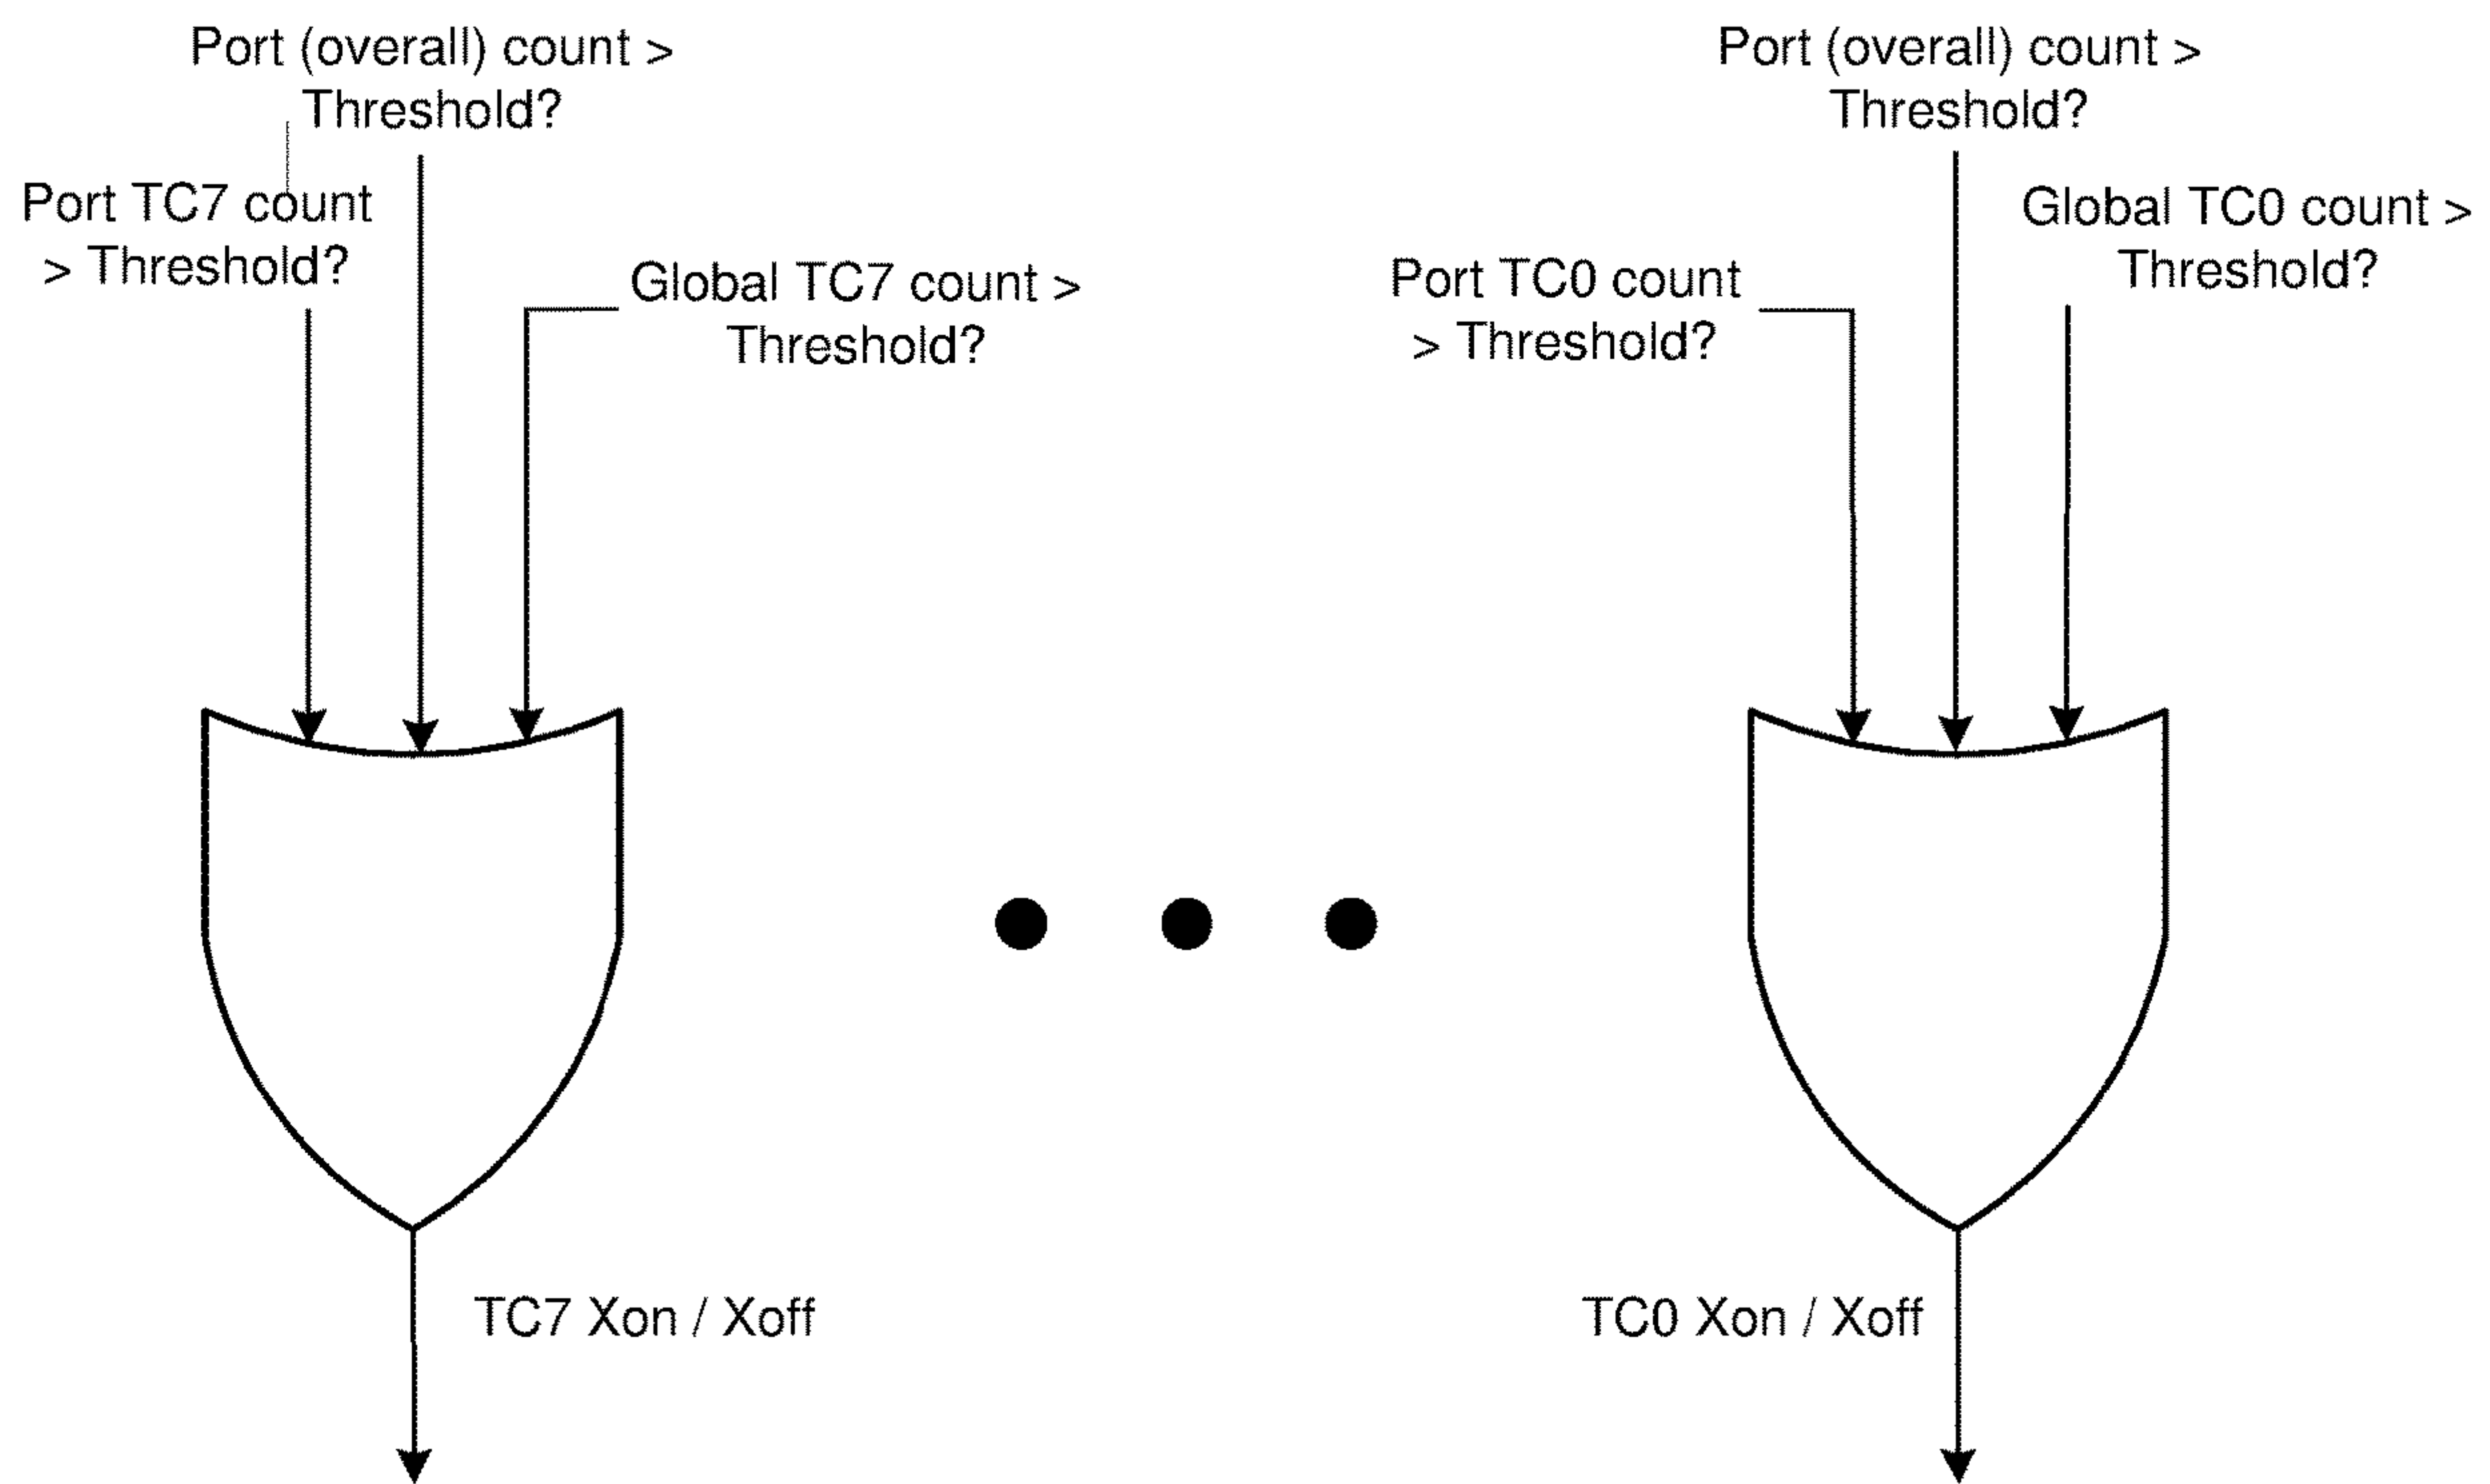 Port (overall) count >
Threshold?
Port TC7 count
> Threshold?
Global TC7 count >
Threshold?
Port (overall) count >
Threshold?
Port TC0 count
> Threshold?
Global TC0 count >
Threshold?
TC7 Xon / Xoff
TC0 Xon / Xoff